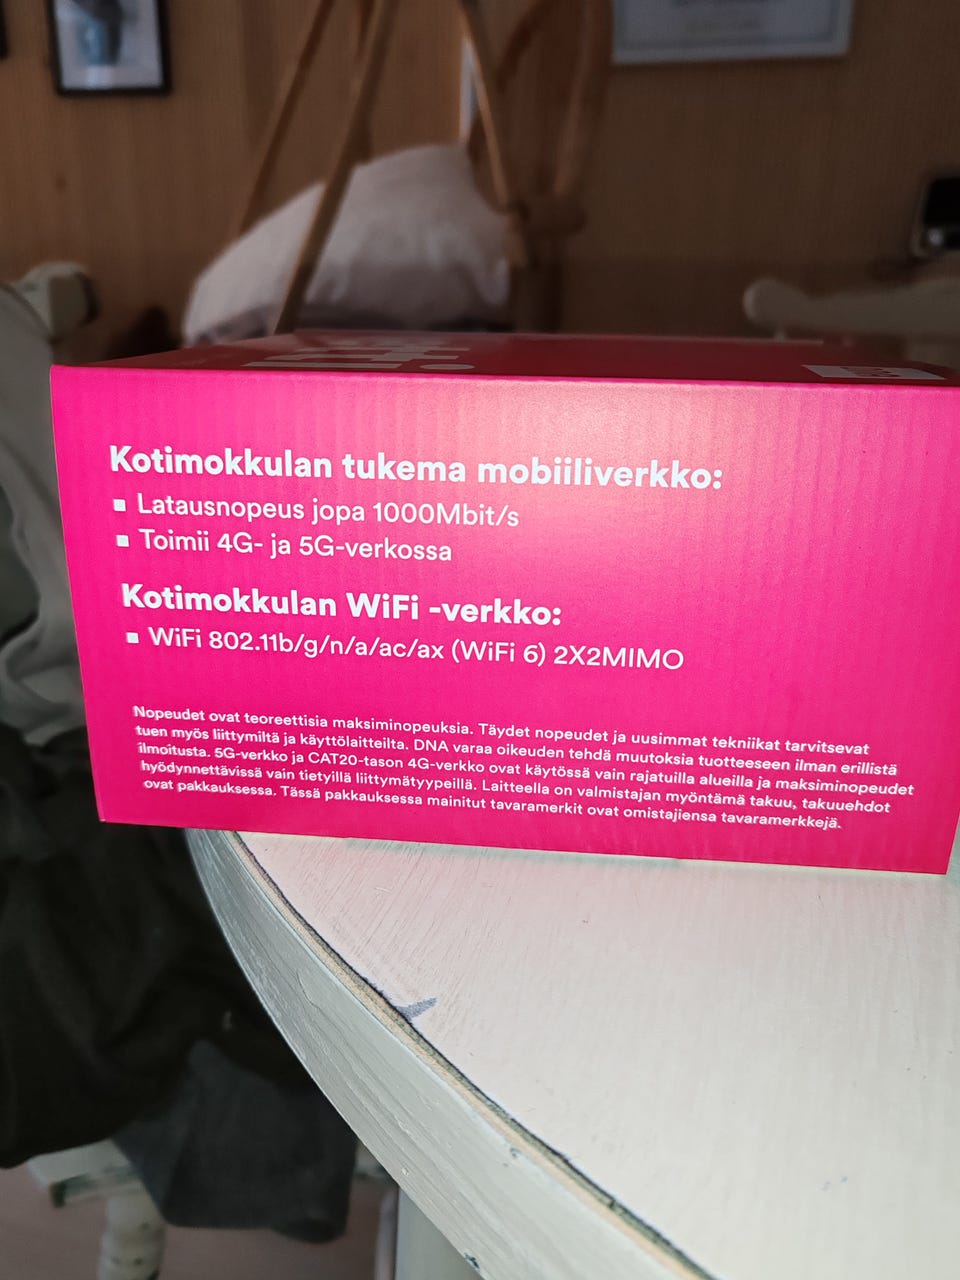 Kotimokkulan tukema mobiiliverkko:
▪ Latausnopeus jopa 1000Mbit/s
▪ Toimii 4G- ja 5G-verkossa
Kotimokkulan WiFi -verkko:
▪ WiFi 802.11b/g/n/a/ac/ax (WiFi 6) 2X2MIMO
Nopeudet ovat teoreettisia maksiminopeuksia. Täydet nopeudet ja uusimmat tekniikat tarvitsevat
tuen myös liittymiltä ja käyttölaitteilta. DNA varaa oikeuden tehdä muutoksia tuotteeseen ilman erillistä
ilmoitusta. 5G-verkko ja CAT20-tason 4G-verkko ovat käytössä vain rajatuilla alueilla ja maksiminopeudet
hyödynnettävissä vain tietyillä liittymätyypeillä. Laitteella on valmistajan myöntämä takuu, takuuehdot
ovat pakkauksessa. Tässä pakkauksessa mainitut tavaramerkit ovat omistajiensa tavaramerkkejä.